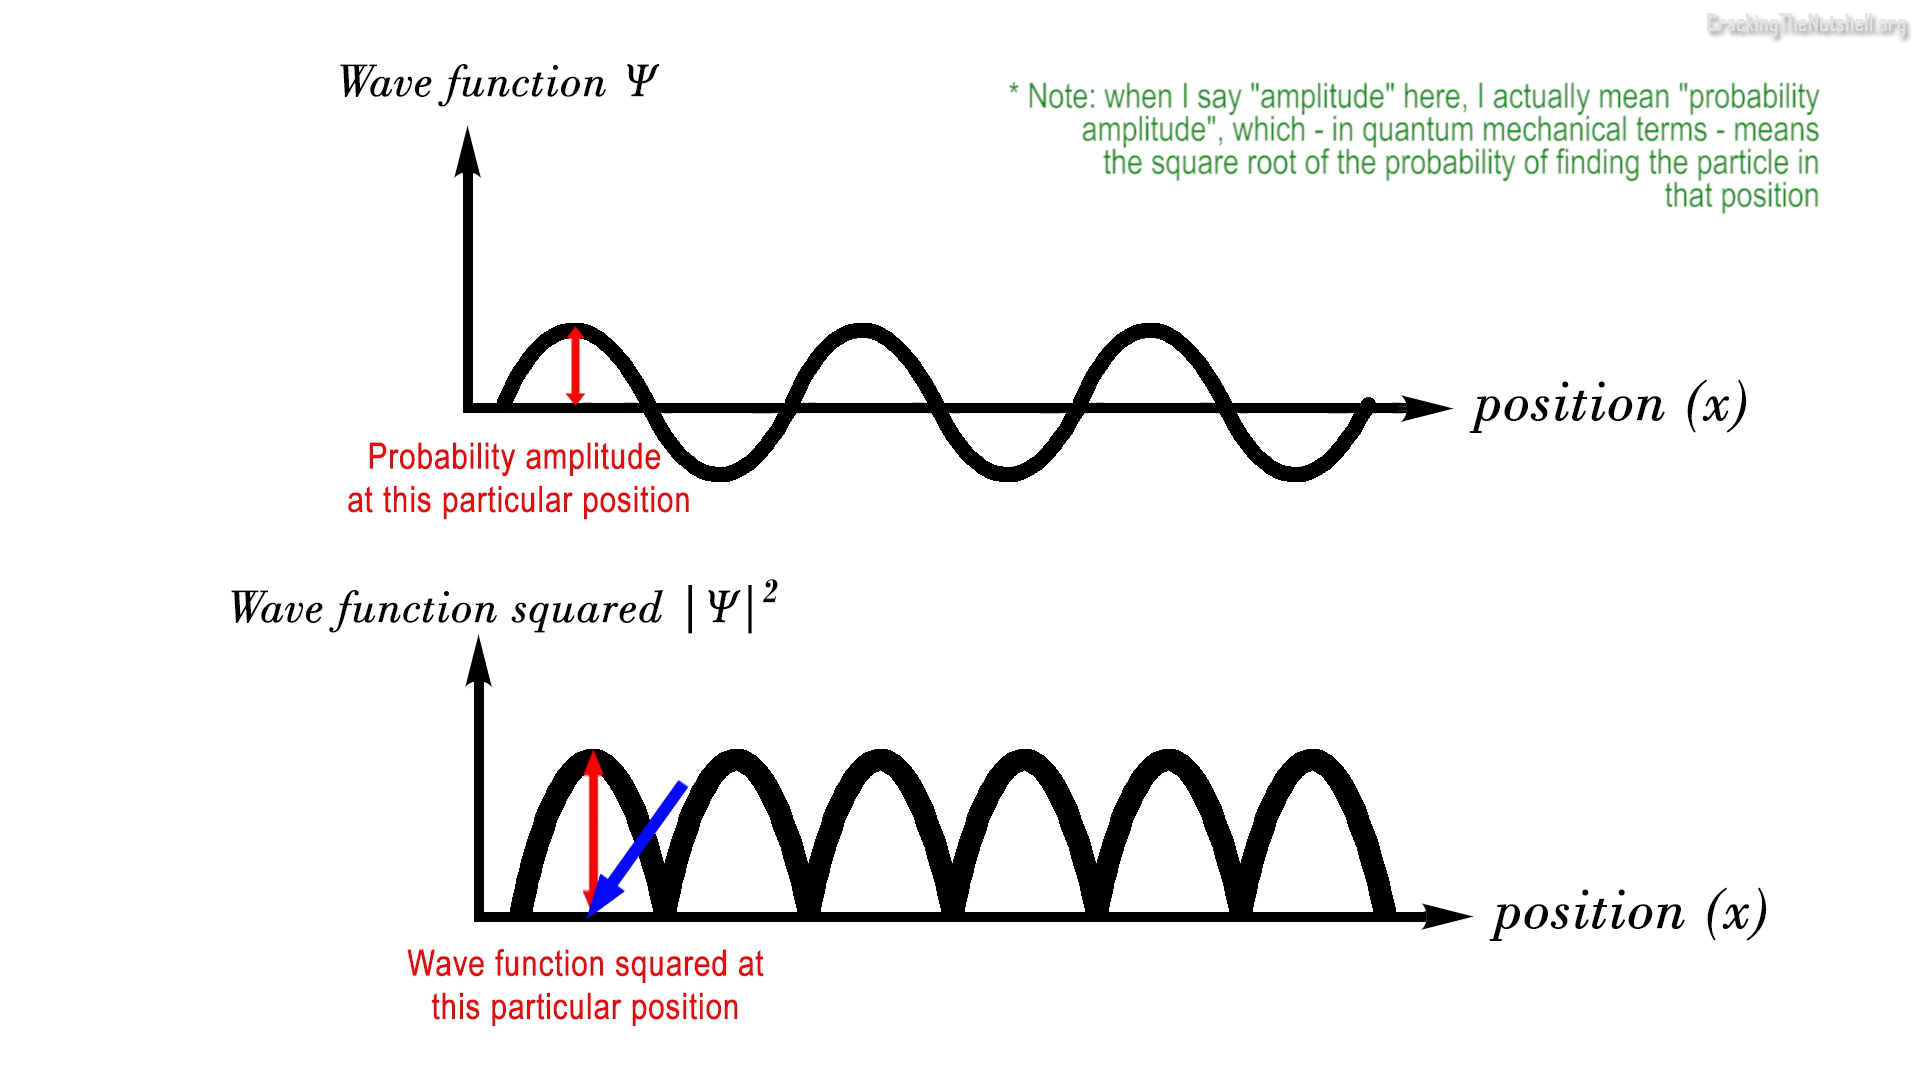 CrackingTheNutshell.org
Wave function Ψ
* Note: when I say "amplitude" here, I actually mean "probability
amplitude", which - in quantum mechanical terms - means
the square root of the probability of finding the particle in
that position
position (x)
Probability amplitude
at this particular position
Wave function squared |Ψ|²
position (x)
Wave function squared at
this particular position